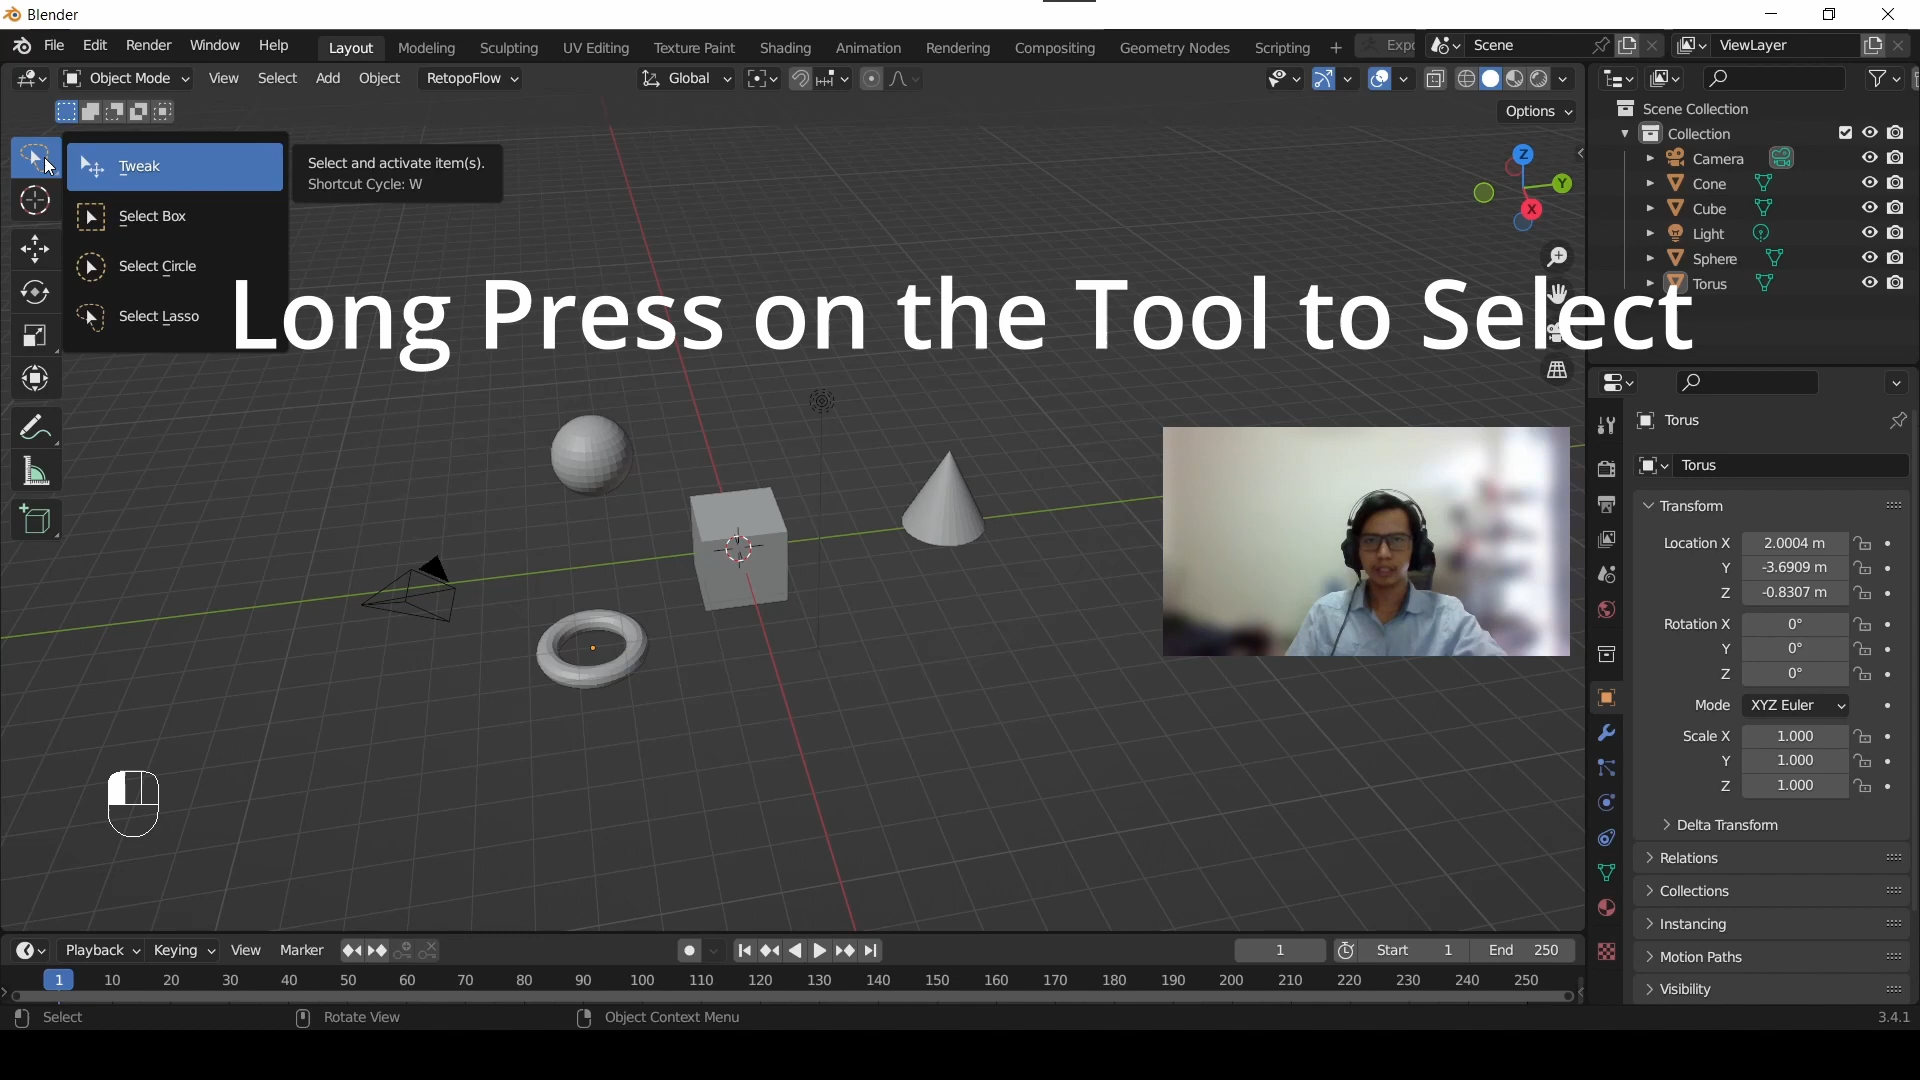 Blender
File Edit Render Window Help Layout Modeling Sculpting UV Editing Texture Paint Shading Animation Rendering Compositing Geometry Nodes Scripting + Expo Scene ViewLayer
Object Mode View Select Add Object RetopoFlow Global
Options
Tweak
Select and activate item(s).
Shortcut Cycle: W
Select Box
Select Circle
Select Lasso
Long Press on the Tool to Select
Z
Y
X
Scene Collection
Collection
Camera
Cone
Cube
Light
Sphere
Torus
Torus
Torus
Transform
Location X 2.0004 m
Y -3.6909 m
Z -0.8307 m
Rotation X 0°
Y 0°
Z 0°
Mode XYZ Euler
Scale X 1.000
Y 1.000
Z 1.000
Delta Transform
Relations
Collections
Instancing
Motion Paths
Visibility
Playback Keying View Marker 1 Start 1 End 250
1 10 20 30 40 50 60 70 80 90 100 110 120 130 140 150 160 170 180 190 200 210 220 230 240 250
Select Rotate View Object Context Menu 3.4.1